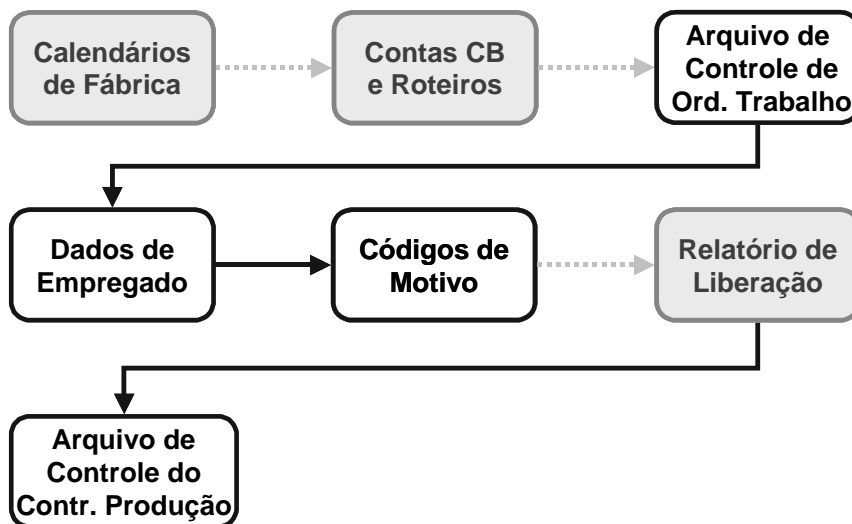 Calendários
de Fábrica
Contas CB
e Roteiros
Arquivo de
Controle de
Ord. Trabalho
Dados de
Empregado
Códigos de
Motivo
Relatório de
Liberação
Arquivo de
Controle do
Contr. Produção